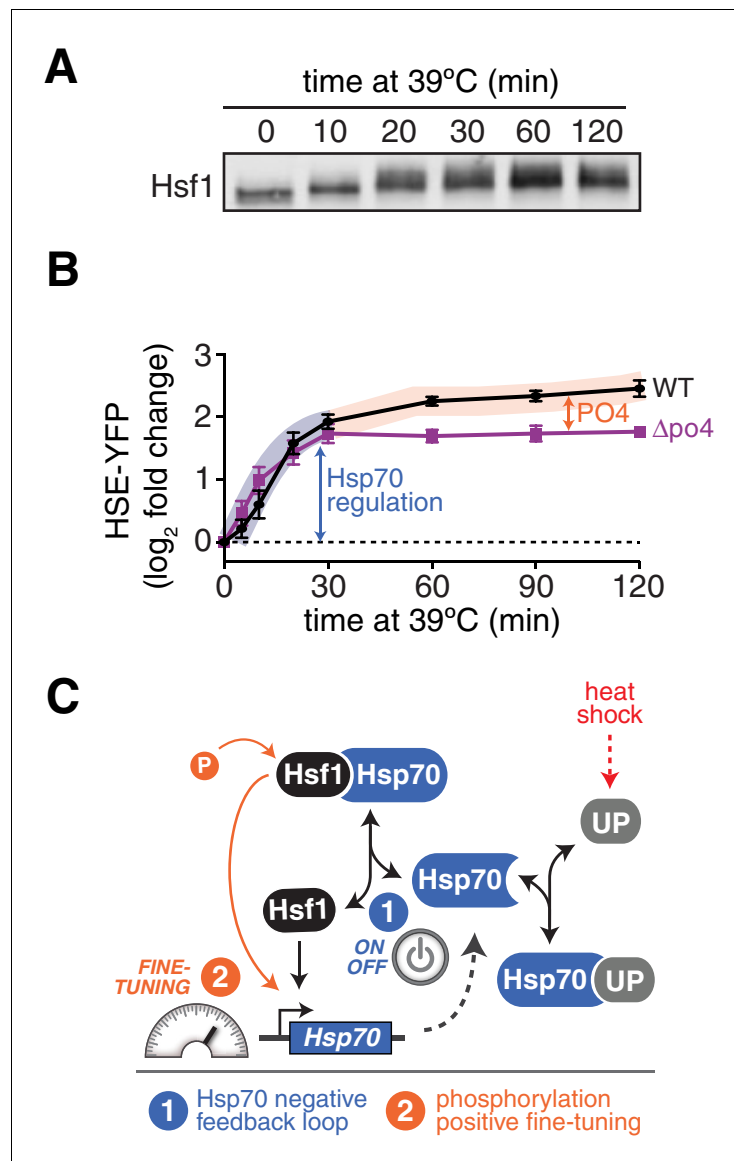 A
time at 39ºC (min)
0 10 20 30 60 120
Hsf1
B
HSE-YFP
(log2 fold change)
3
2
1
0
WT
PO4
Δpo4
Hsp70
regulation
0 30 60 90 120
time at 39ºC (min)
C
heat
shock
P
Hsf1 Hsp70
UP
Hsp70
Hsf1
1
ON
OFF
Hsp70 UP
FINE-
TUNING
2
Hsp70
1 Hsp70 negative
feedback loop
2 phosphorylation
positive fine-tuning